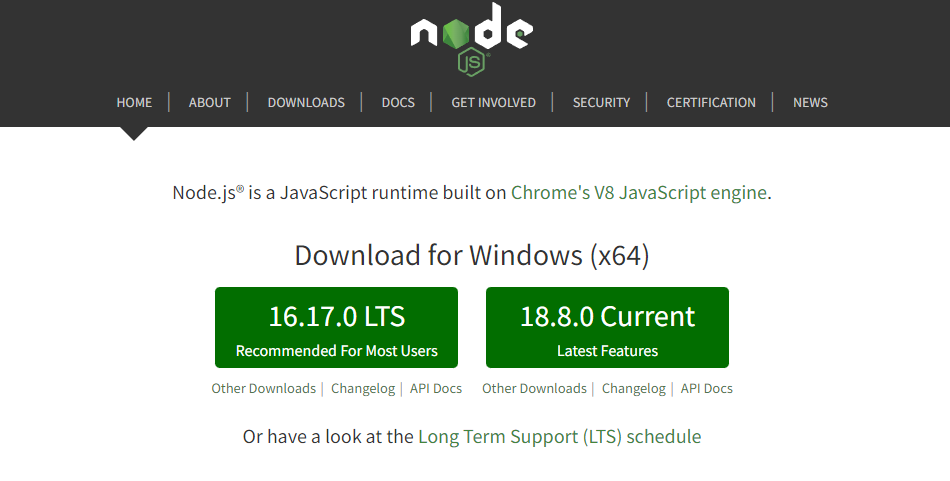 node
JS®
HOME | ABOUT | DOWNLOADS | DOCS | GET INVOLVED | SECURITY | CERTIFICATION | NEWS
Node.js® is a JavaScript runtime built on Chrome's V8 JavaScript engine.
Download for Windows (x64)
16.17.0 LTS
Recommended For Most Users
18.8.0 Current
Latest Features
Other Downloads | Changelog | API Docs
Other Downloads | Changelog | API Docs
Or have a look at the Long Term Support (LTS) schedule